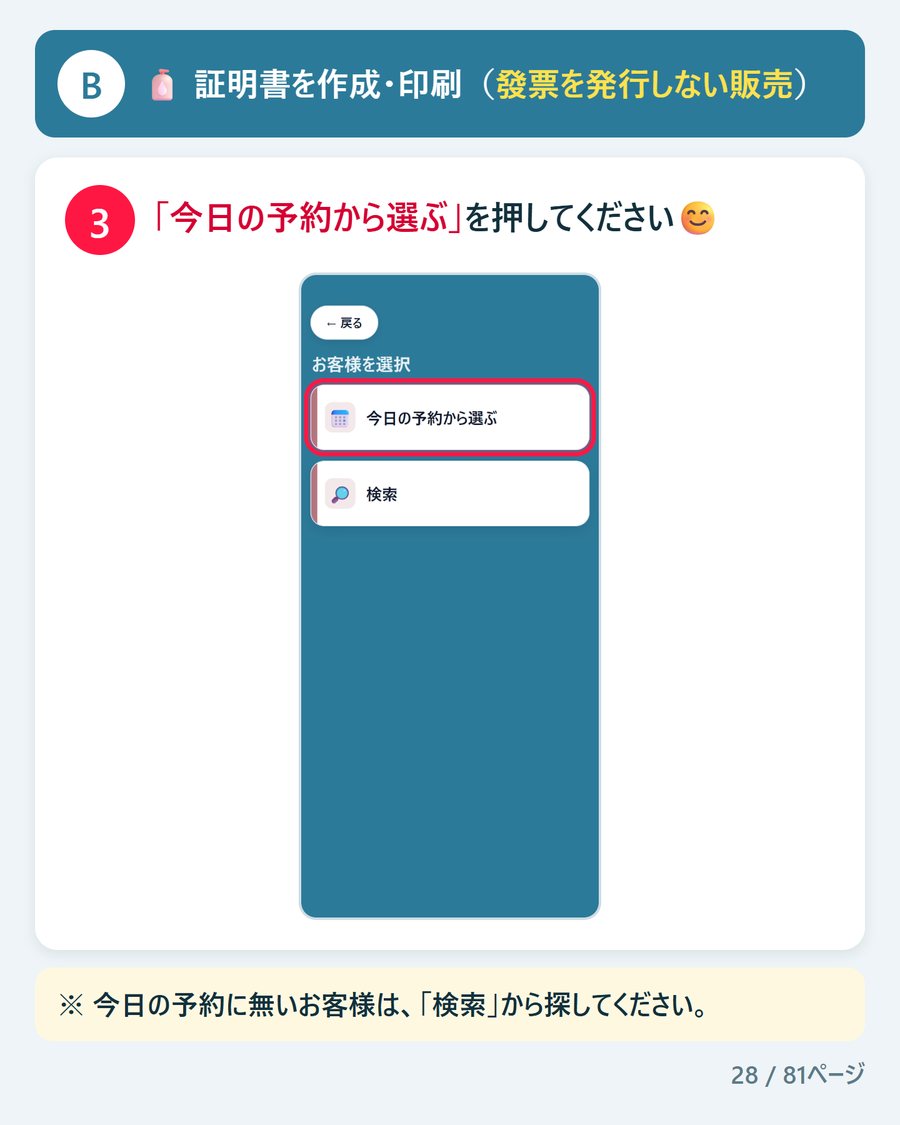 B 証明書を作成・印刷（發票を発行しない販売）
3 「今日の予約から選ぶ」を押してください😊
← 戻る
お客様を選択
今日の予約から選ぶ
検索
※ 今日の予約に無いお客様は、「検索」から探してください。
28 / 81ページ